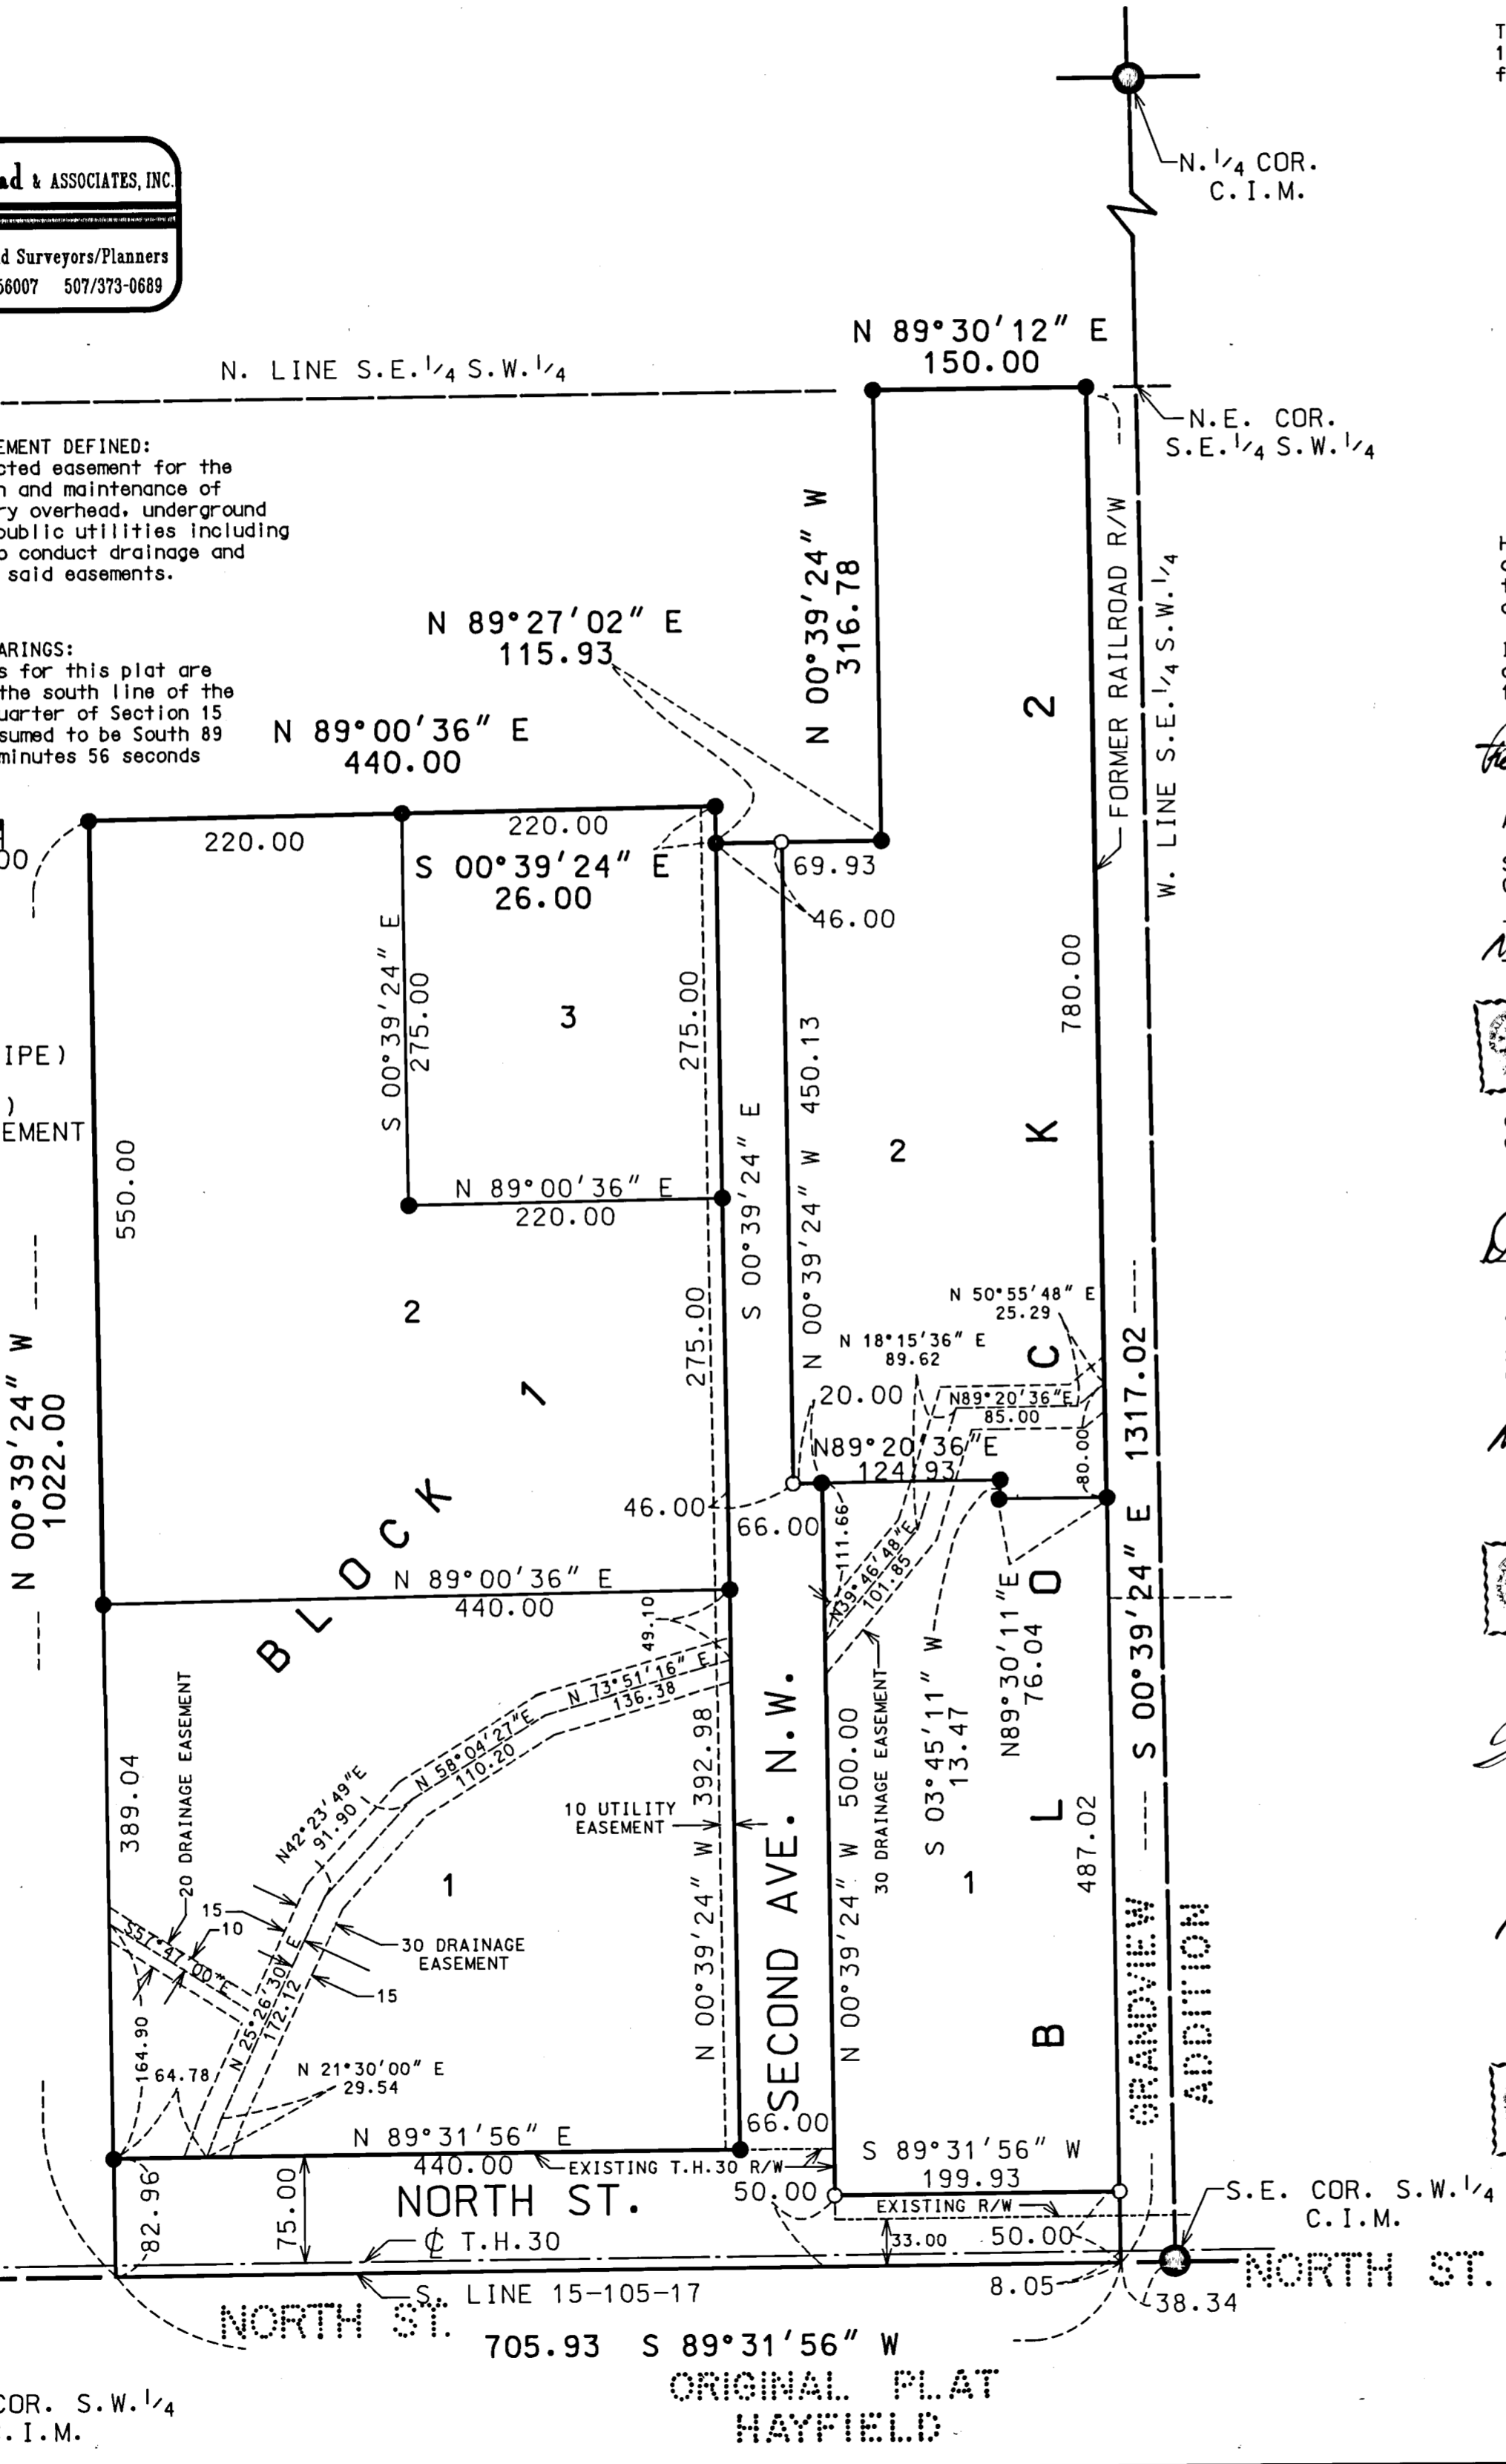 & ASSOCIATES, INC.
Surveyors/Planners
56007 507/373-0689
N. 1/4 COR.
C.I.M.
N 89°30'12" E
150.00
N. LINE S.E. 1/4 S.W. 1/4
N.E. COR.
S.E. 1/4 S.W. 1/4
EMENT DEFINED:
cted easement for the
n and maintenance of
ry overhead, underground
public utilities including
o conduct drainage and
said easements.
N 00°39'24" W
316.78
2
FORMER RAILROAD R/W
W. LINE S.E. 1/4 S.W. 1/4
N 89°27'02" E
115.93
ARINGS:
s for this plat are
the south line of the
uarter of Section 15
sumed to be South 89
minutes 56 seconds
N 89°00'36" E
440.00
220.00
220.00
S 00°39'24" E
26.00
69.93
46.00
S 00°39'24" E
275.00
3
275.00
780.00
IPE)
)
EMENT
550.00
N 89°00'36" E
220.00
S 00°39'24" E
N 00°39'24" W 450.13
2
N 00°39'24" W
1022.00
2
BLOCK 1
275.00
N 50°55'48" E
25.29
N 18°15'36" E
89.62
20.00
N89°20'36"E
85.00
N89°20'36"E
124.93
80.00
BLOCK
S 00°39'24" E 1317.02
46.00
66.00
111.66
N39°46'48"E
101.85
N 89°00'36" E
440.00
49.10
N 73°51'16" E
136.38
N 58°04'27"E
110.20
N42°23'49"E
91.90
20 DRAINAGE EASEMENT
389.04
10 UTILITY
EASEMENT
N 00°39'24" W 392.98
SECOND AVE. N.W.
N 00°39'24" W 500.00
30 DRAINAGE EASEMENT
S 03°45'11" W
13.47
N89°30'11"E
76.04
487.02
1
1
15
10
S57°47'00"E
30 DRAINAGE
EASEMENT
15
N 25°26'30" E
172.12
164.90
64.78
N 21°30'00" E
29.54
GRANDVIEW
ADDITION
N 89°31'56" E
440.00
EXISTING T.H.30 R/W
66.00
S 89°31'56" W
199.93
82.96
75.00
NORTH ST.
50.00
EXISTING R/W
33.00
50.00
S.E. COR. S.W. 1/4
C.I.M.
℄ T.H.30
S. LINE 15-105-17
8.05
38.34
NORTH ST.
NORTH ST.
705.93 S 89°31'56" W
ORIGINAL PLAT
HAYFIELD
COR. S.W. 1/4
.I.M.